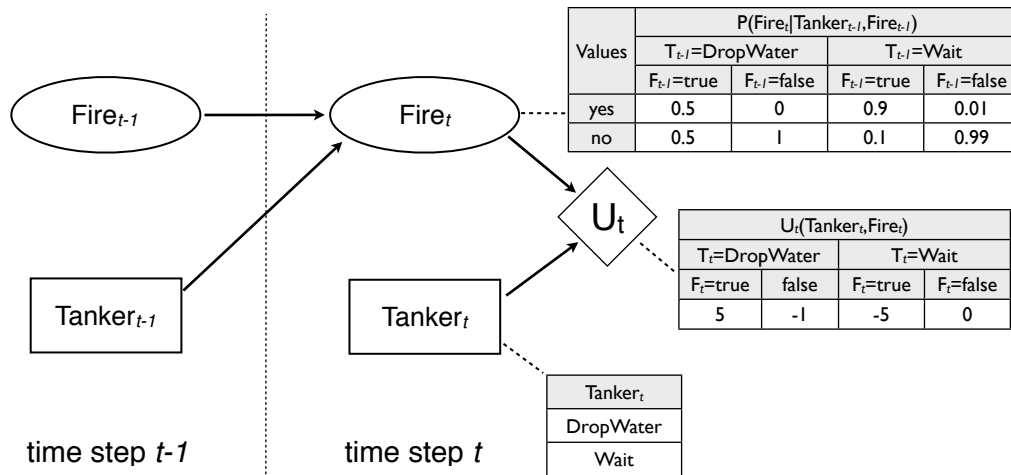 P(Fireₜ|Tankerₜ₋₁,Fireₜ₋₁)
Values
Tₜ₋₁=DropWater Tₜ₋₁=Wait
Fₜ₋₁=true Fₜ₋₁=false Fₜ₋₁=true Fₜ₋₁=false
yes 0.5 0 0.9 0.01
no 0.5 1 0.1 0.99
Fireₜ₋₁
Fireₜ
Uₜ
Uₜ(Tankerₜ,Fireₜ)
Tₜ=DropWater Tₜ=Wait
Fₜ=true false Fₜ=true Fₜ=false
5 -1 -5 0
Tankerₜ₋₁
Tankerₜ
Tankerₜ
DropWater
Wait
time step t-1
time step t